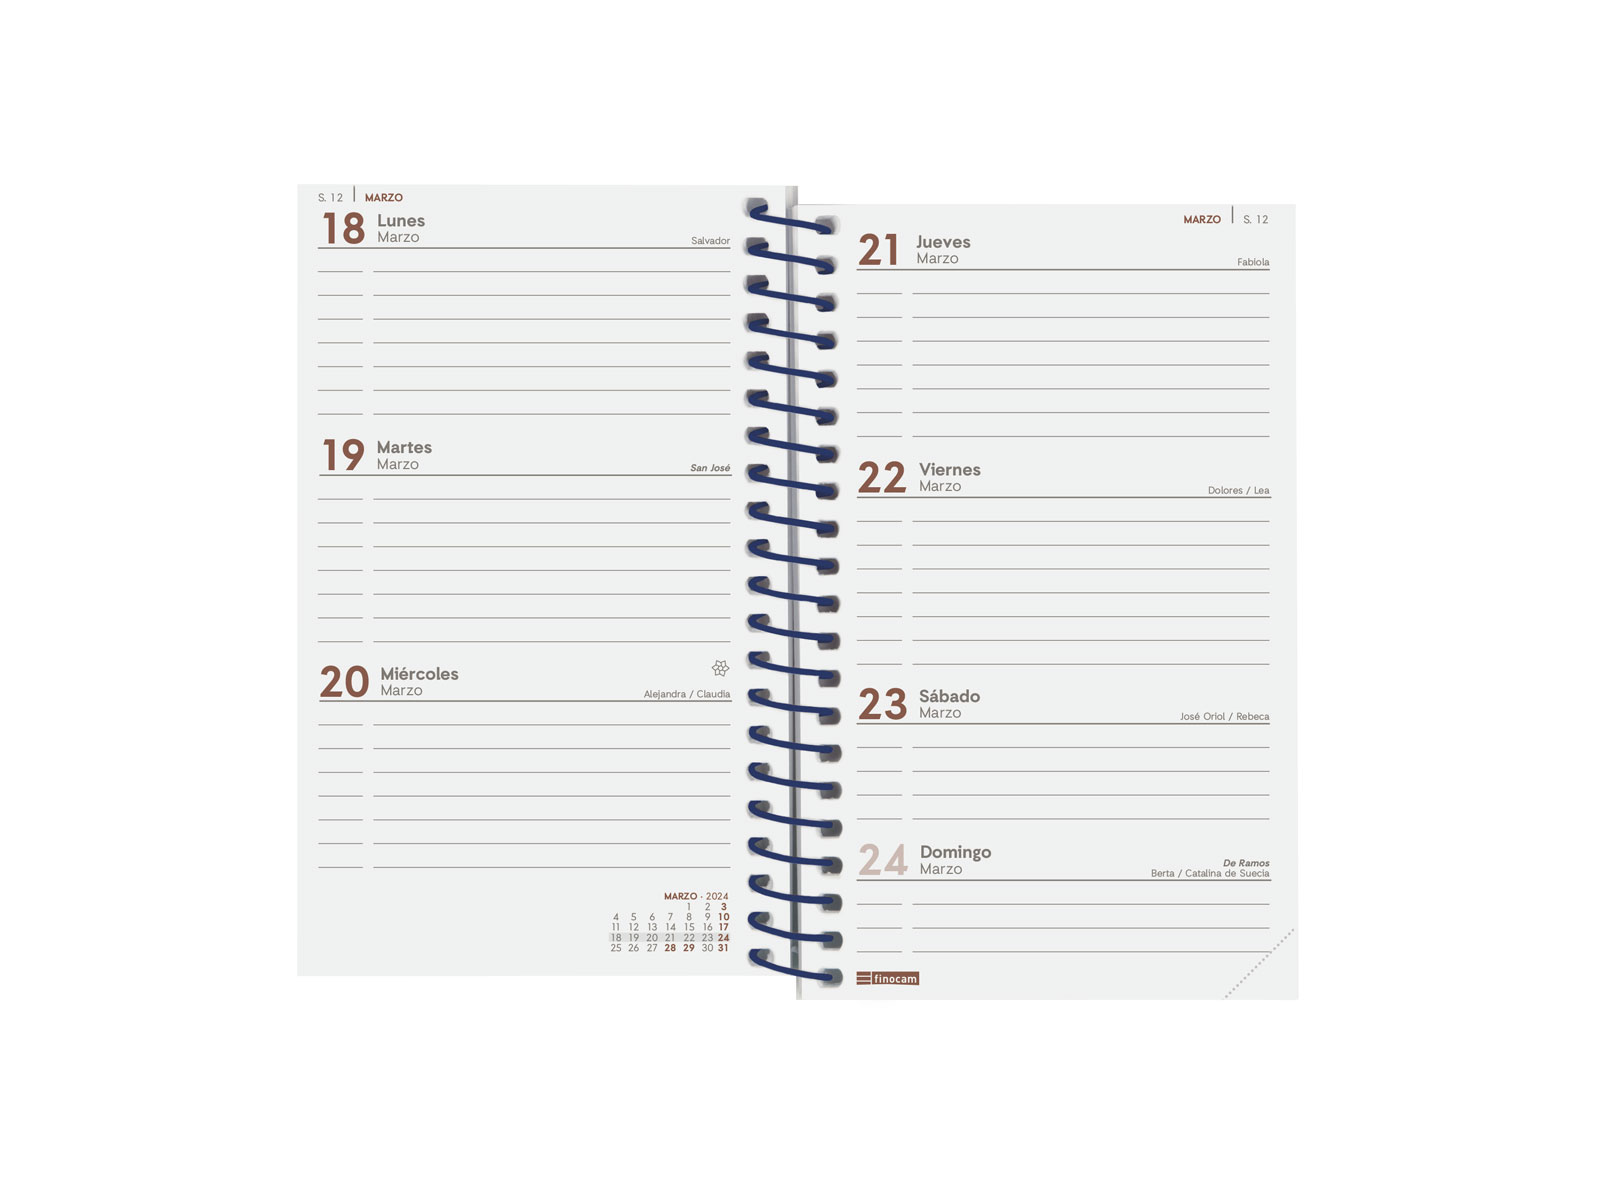 S. 12 MARZO
18 Lunes
Marzo
Salvador
19 Martes
Marzo
San José
20 Miércoles
Marzo
Alejandra / Claudia
MARZO - 2024
1 2 3
4 5 6 7 8 9 10
11 12 13 14 15 16 17
18 19 20 21 22 23 24
25 26 27 28 29 30 31
MARZO S. 12
21 Jueves
Marzo
Fabiola
22 Viernes
Marzo
Dolores / Lea
23 Sábado
Marzo
José Oriol / Rebeca
24 Domingo
Marzo
De Ramos
Berta / Catalina de Suecia
finocam